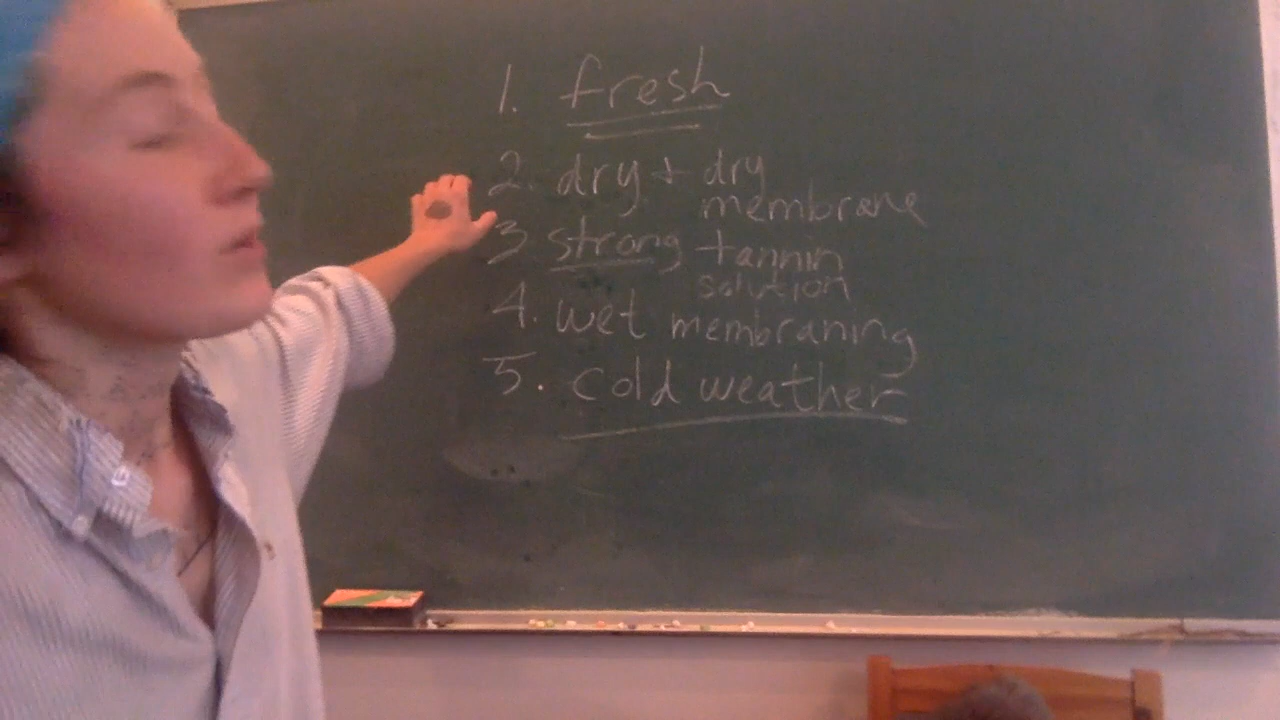 1. fresh
2. dry + dry
membrane
3 strong tannin
solution
4. wet membraning
5. cold weather